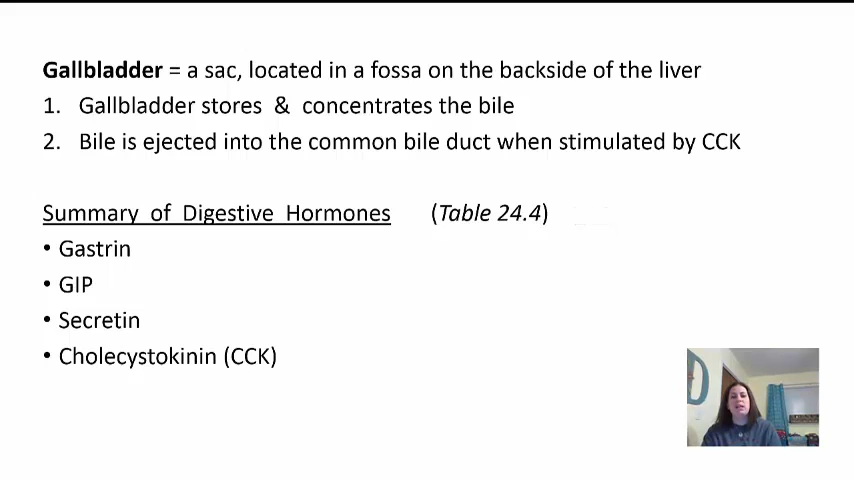 Gallbladder = a sac, located in a fossa on the backside of the liver
1. Gallbladder stores & concentrates the bile
2. Bile is ejected into the common bile duct when stimulated by CCK
Summary of Digestive Hormones (Table 24.4)
• Gastrin
• GIP
• Secretin
• Cholecystokinin (CCK)
D